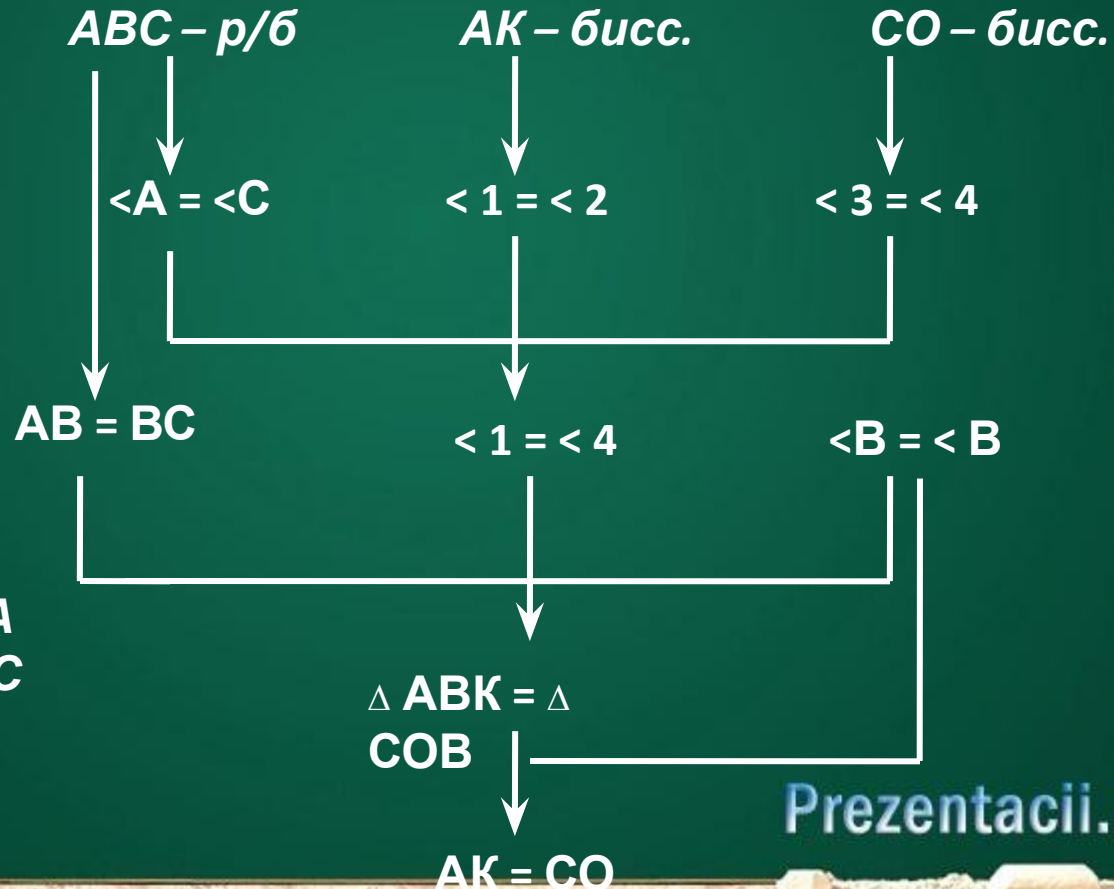 АВС – р/б АК – бисс. СО – бисс.
<А = <С < 1 = < 2 < 3 = < 4
АВ = ВС < 1 = < 4 <В = < В
А
С
∆ АВК = ∆
СОВ
АК = СО
Prezentacii.